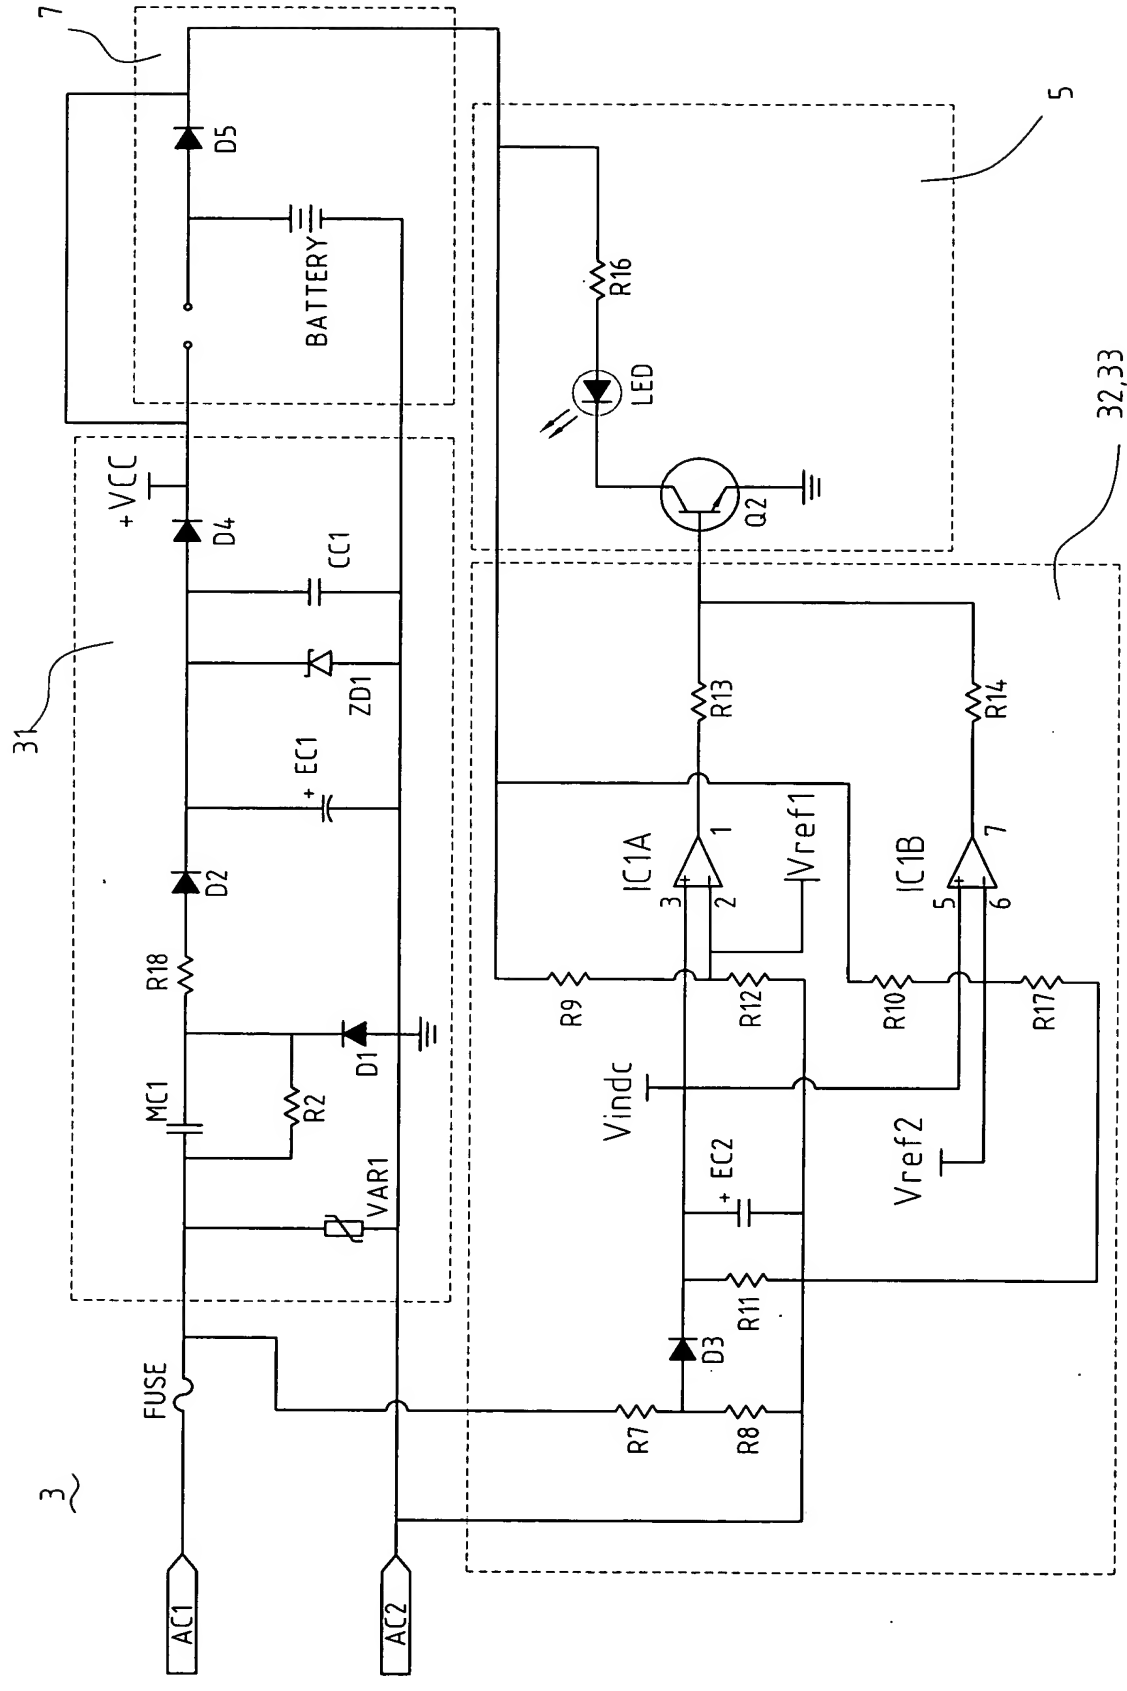 3
AC1
AC2
FUSE
31
VAR1
MC1
R2
D1
R18
D2
+
EC1
ZD1
CC1
D4
+VCC
7
BATTERY
D5
5
R16
LED
Q2
32,33
R7
R8
D3
R11
+
EC2
Vindc
Vref2
R9
R12
R10
R17
IC1A
3
2
+
-
1
Vref1
IC1B
5
6
+
-
7
R13
R14